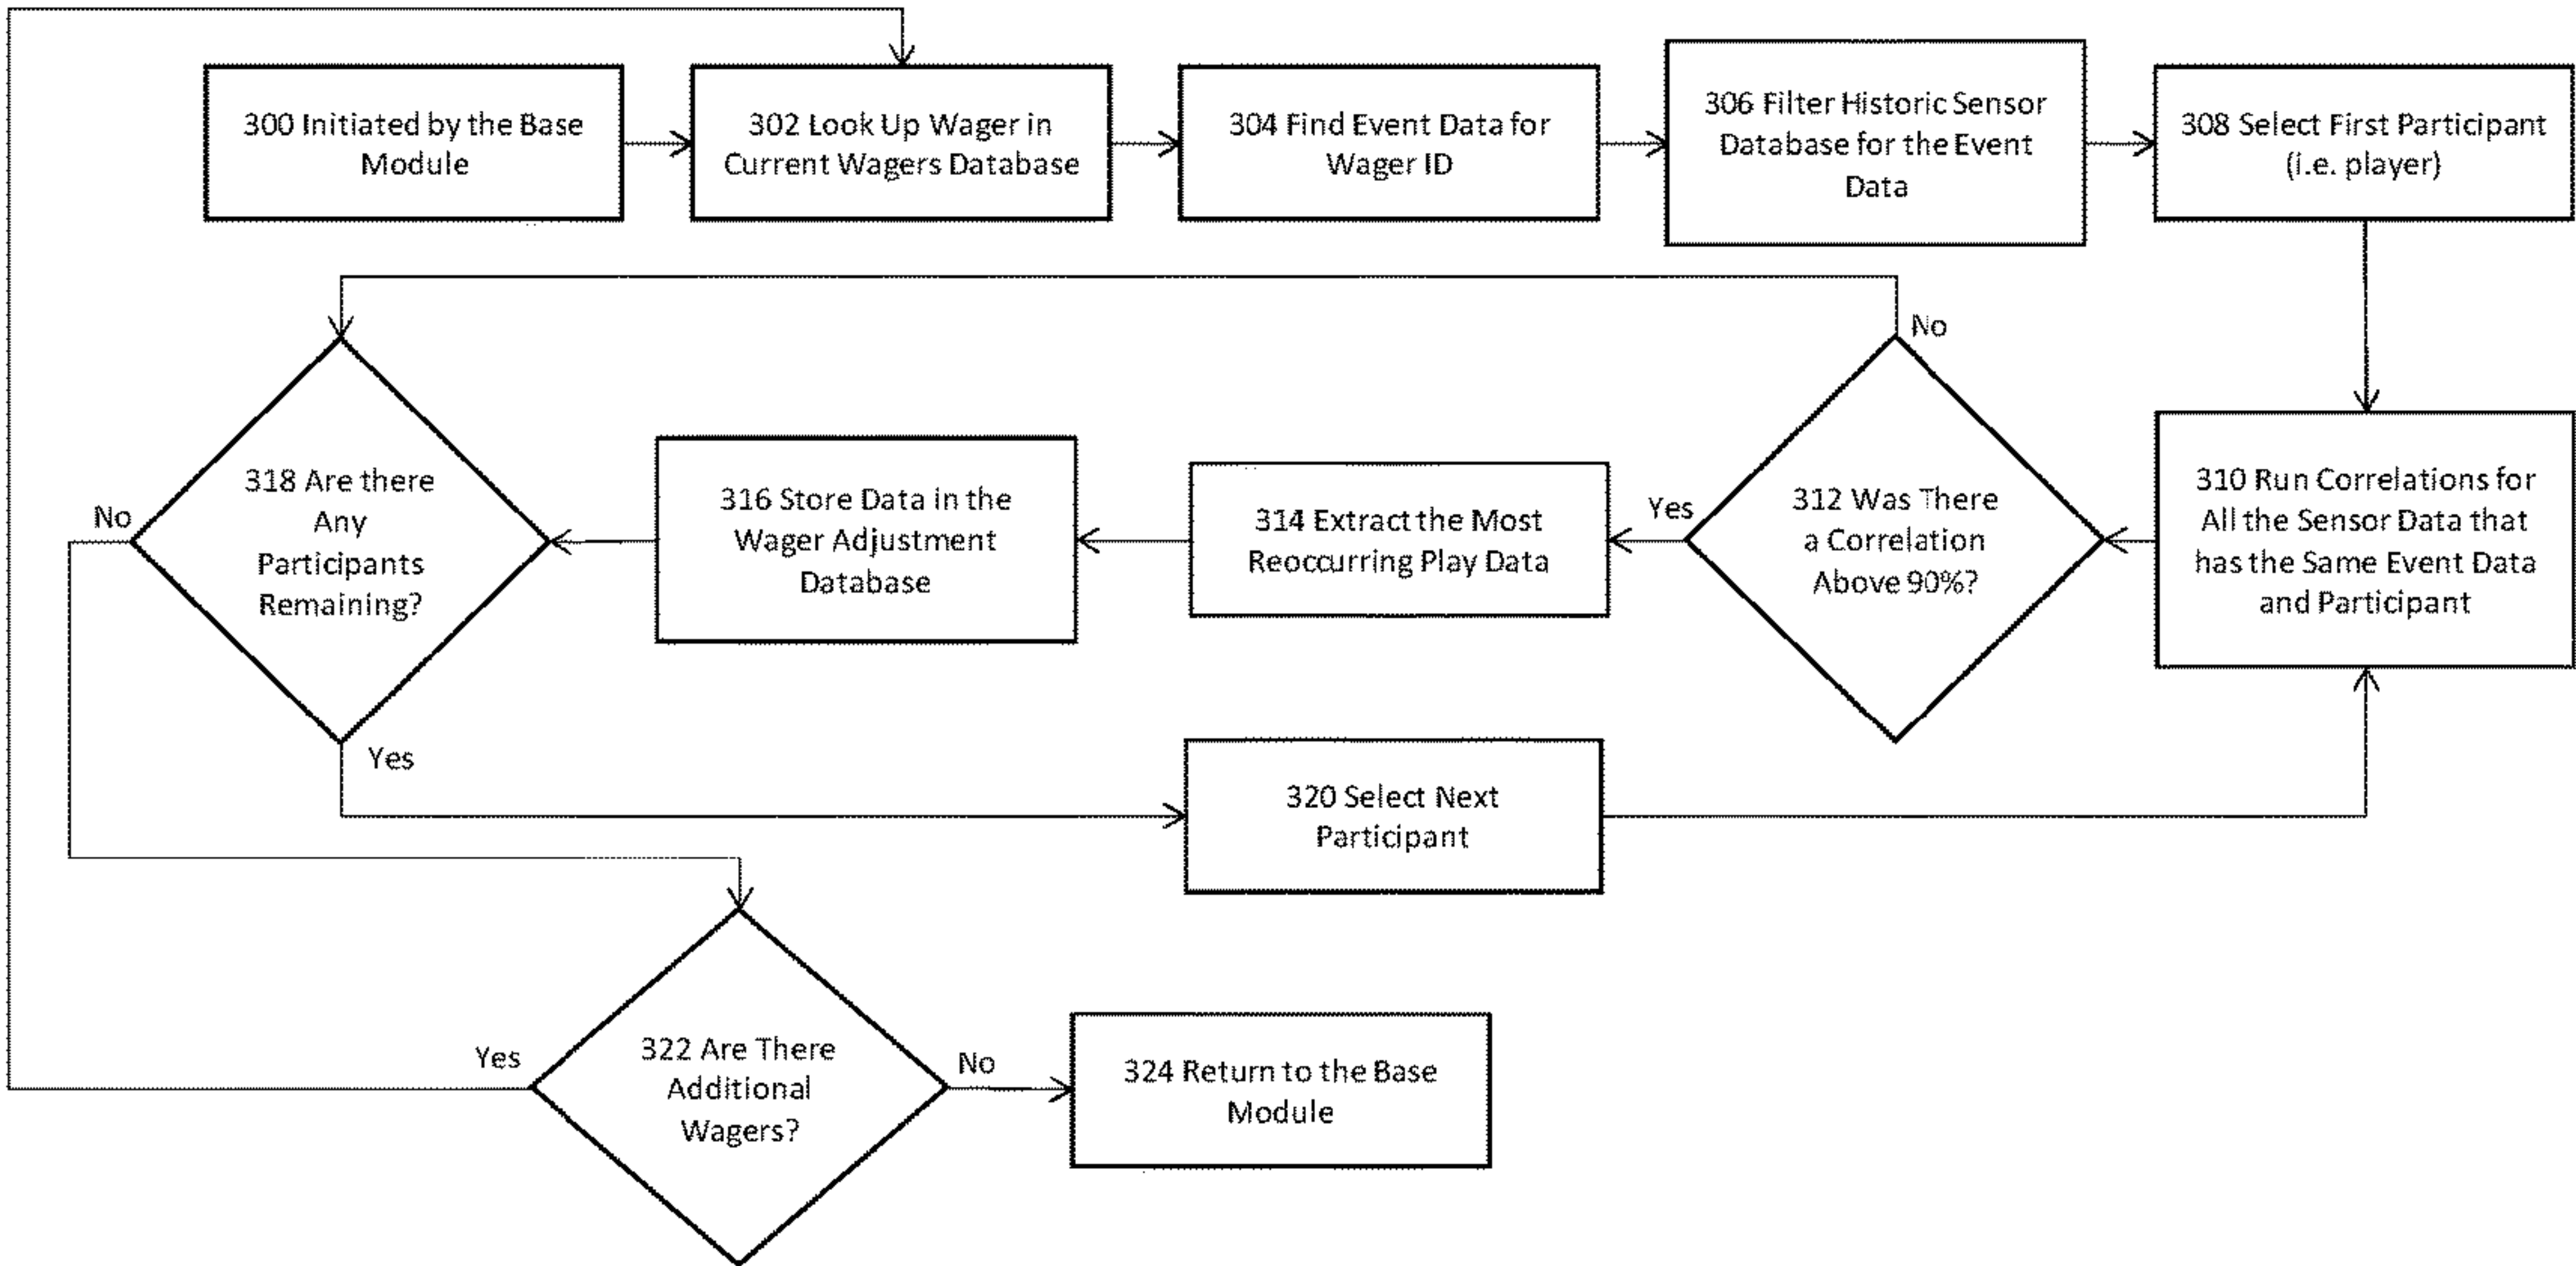 300 Initiated by the Base
Module
302 Look Up Wager in
Current Wagers Database
304 Find Event Data for
Wager ID
306 Filter Historic Sensor
Database for the Event
Data
308 Select First Participant
(i.e. player)
No
318 Are there
Any
Participants
Remaining?
No
Yes
316 Store Data in the
Wager Adjustment
Database
314 Extract the Most
Reoccurring Play Data
Yes
312 Was There
a Correlation
Above 90%?
310 Run Correlations for
All the Sensor Data that
has the Same Event Data
and Participant
320 Select Next
Participant
Yes
322 Are There
Additional
Wagers?
No
324 Return to the Base
Module